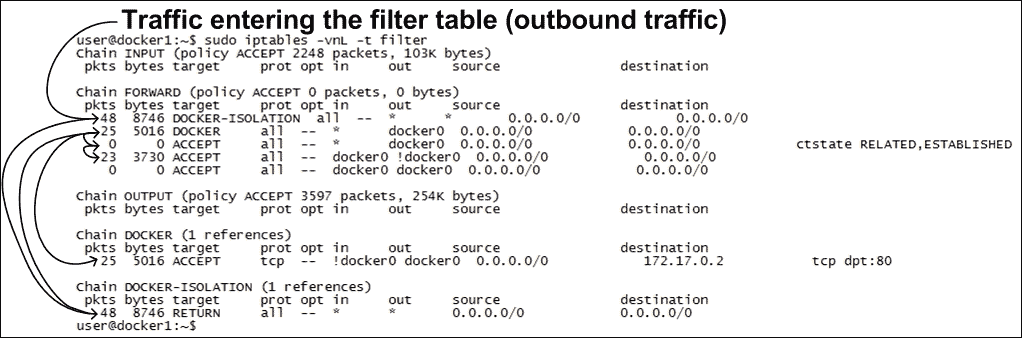 Traffic entering the filter table (outbound traffic)
user@docker1:~$ sudo iptables -vnL -t filter
Chain INPUT (policy ACCEPT 2248 packets, 103K bytes)
pkts bytes target prot opt in out source destination
Chain FORWARD (policy ACCEPT 0 packets, 0 bytes)
pkts bytes target prot opt in out source destination
48 8746 DOCKER-ISOLATION all -- * * 0.0.0.0/0 0.0.0.0/0
25 5016 DOCKER all -- * docker0 0.0.0.0/0 0.0.0.0/0
0 0 ACCEPT all -- * docker0 0.0.0.0/0 0.0.0.0/0 ctstate RELATED,ESTABLISHED
23 3730 ACCEPT all -- docker0 !docker0 0.0.0.0/0 0.0.0.0/0
0 0 ACCEPT all -- docker0 docker0 0.0.0.0/0 0.0.0.0/0
Chain OUTPUT (policy ACCEPT 3597 packets, 254K bytes)
pkts bytes target prot opt in out source destination
Chain DOCKER (1 references)
pkts bytes target prot opt in out source destination
25 5016 ACCEPT tcp -- !docker0 docker0 0.0.0.0/0 172.17.0.2 tcp dpt:80
Chain DOCKER-ISOLATION (1 references)
pkts bytes target prot opt in out source destination
48 8746 RETURN all -- * * 0.0.0.0/0 0.0.0.0/0
user@docker1:~$